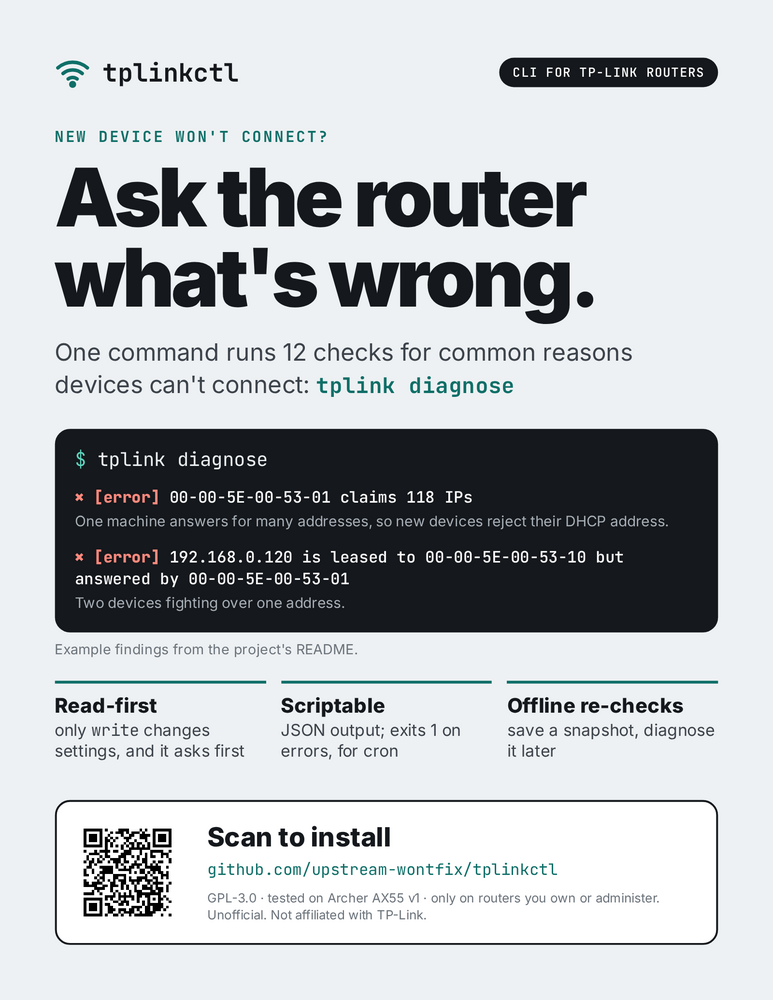 tplinkctl
CLI FOR TP-LINK ROUTERS
NEW DEVICE WON'T CONNECT?
Ask the router
what's wrong.
One command runs 12 checks for common reasons
devices can't connect: tplink diagnose
$ tplink diagnose
✖ [error] 00-00-5E-00-53-01 claims 118 IPs
One machine answers for many addresses, so new devices reject their DHCP address.
✖ [error] 192.168.0.120 is leased to 00-00-5E-00-53-10 but
answered by 00-00-5E-00-53-01
Two devices fighting over one address.
Example findings from the project's README.
Read-first
only write changes
settings, and it asks first
Scriptable
JSON output; exits 1 on
errors, for cron
Offline re-checks
save a snapshot, diagnose
it later
Scan to install
github.com/upstream-wontfix/tplinkctl
GPL-3.0 · tested on Archer AX55 v1 · only on routers you own or administer.
Unofficial. Not affiliated with TP-Link.